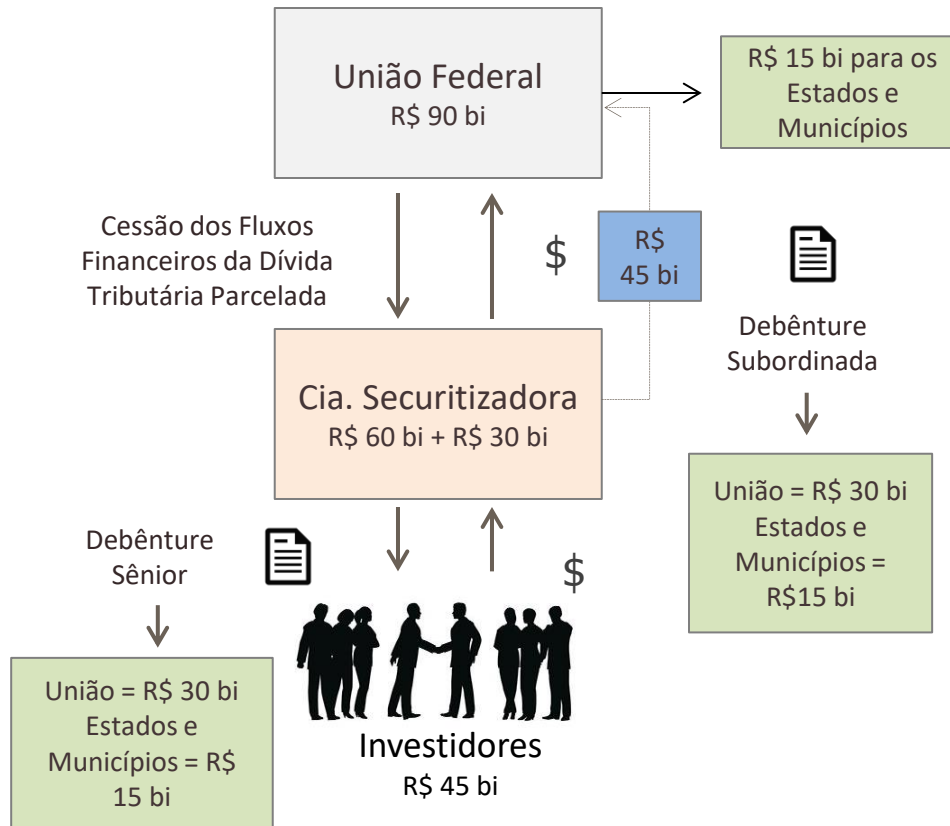 União Federal
R$ 90 bi
R$ 15 bi para os
Estados e
Municípios
Cessão dos Fluxos
Financeiros da Dívida
Tributária Parcelada
$
R$
45 bi
Debênture
Subordinada
Cia. Securitizadora
R$ 60 bi + R$ 30 bi
União = R$ 30 bi
Estados e
Municípios =
R$15 bi
Debênture
Sênior
$
União = R$ 30 bi
Estados e
Municípios = R$
15 bi
Investidores
R$ 45 bi